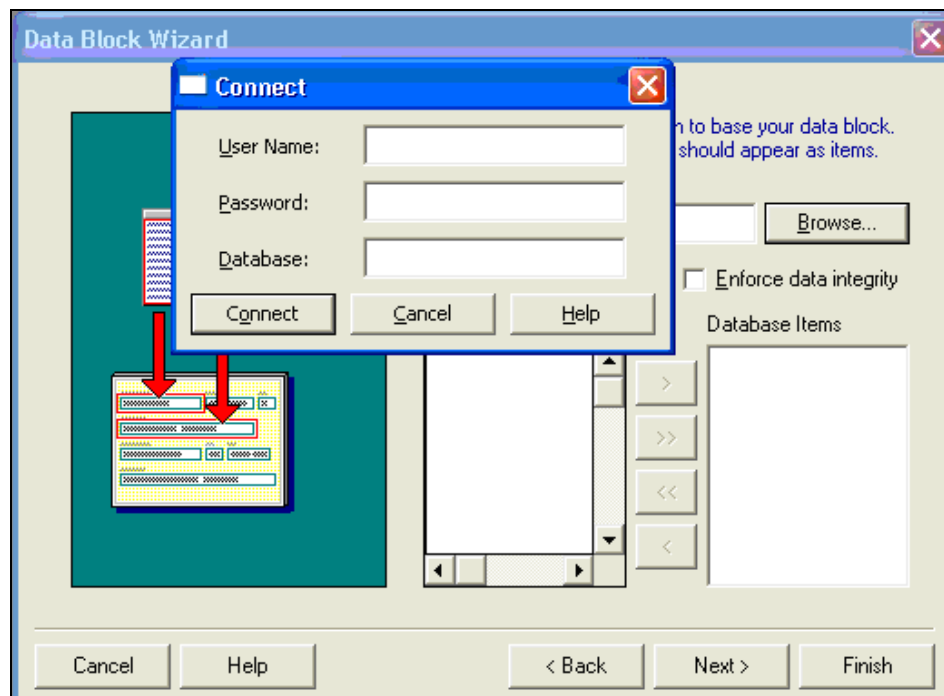 Data Block Wizard
Connect
User Name:
Password:
Database:
Connect Cancel Help
to base your data block.
should appear as items.
Browse...
Enforce data integrity
Database Items
>
>>
<<
<
Cancel Help < Back Next > Finish